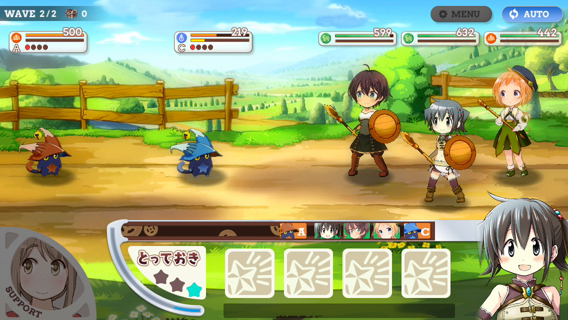 WAVE 2/2 0
MENU
AUTO
500
A
219
C
599
632
442
A
C
とっておき
SUPPORT